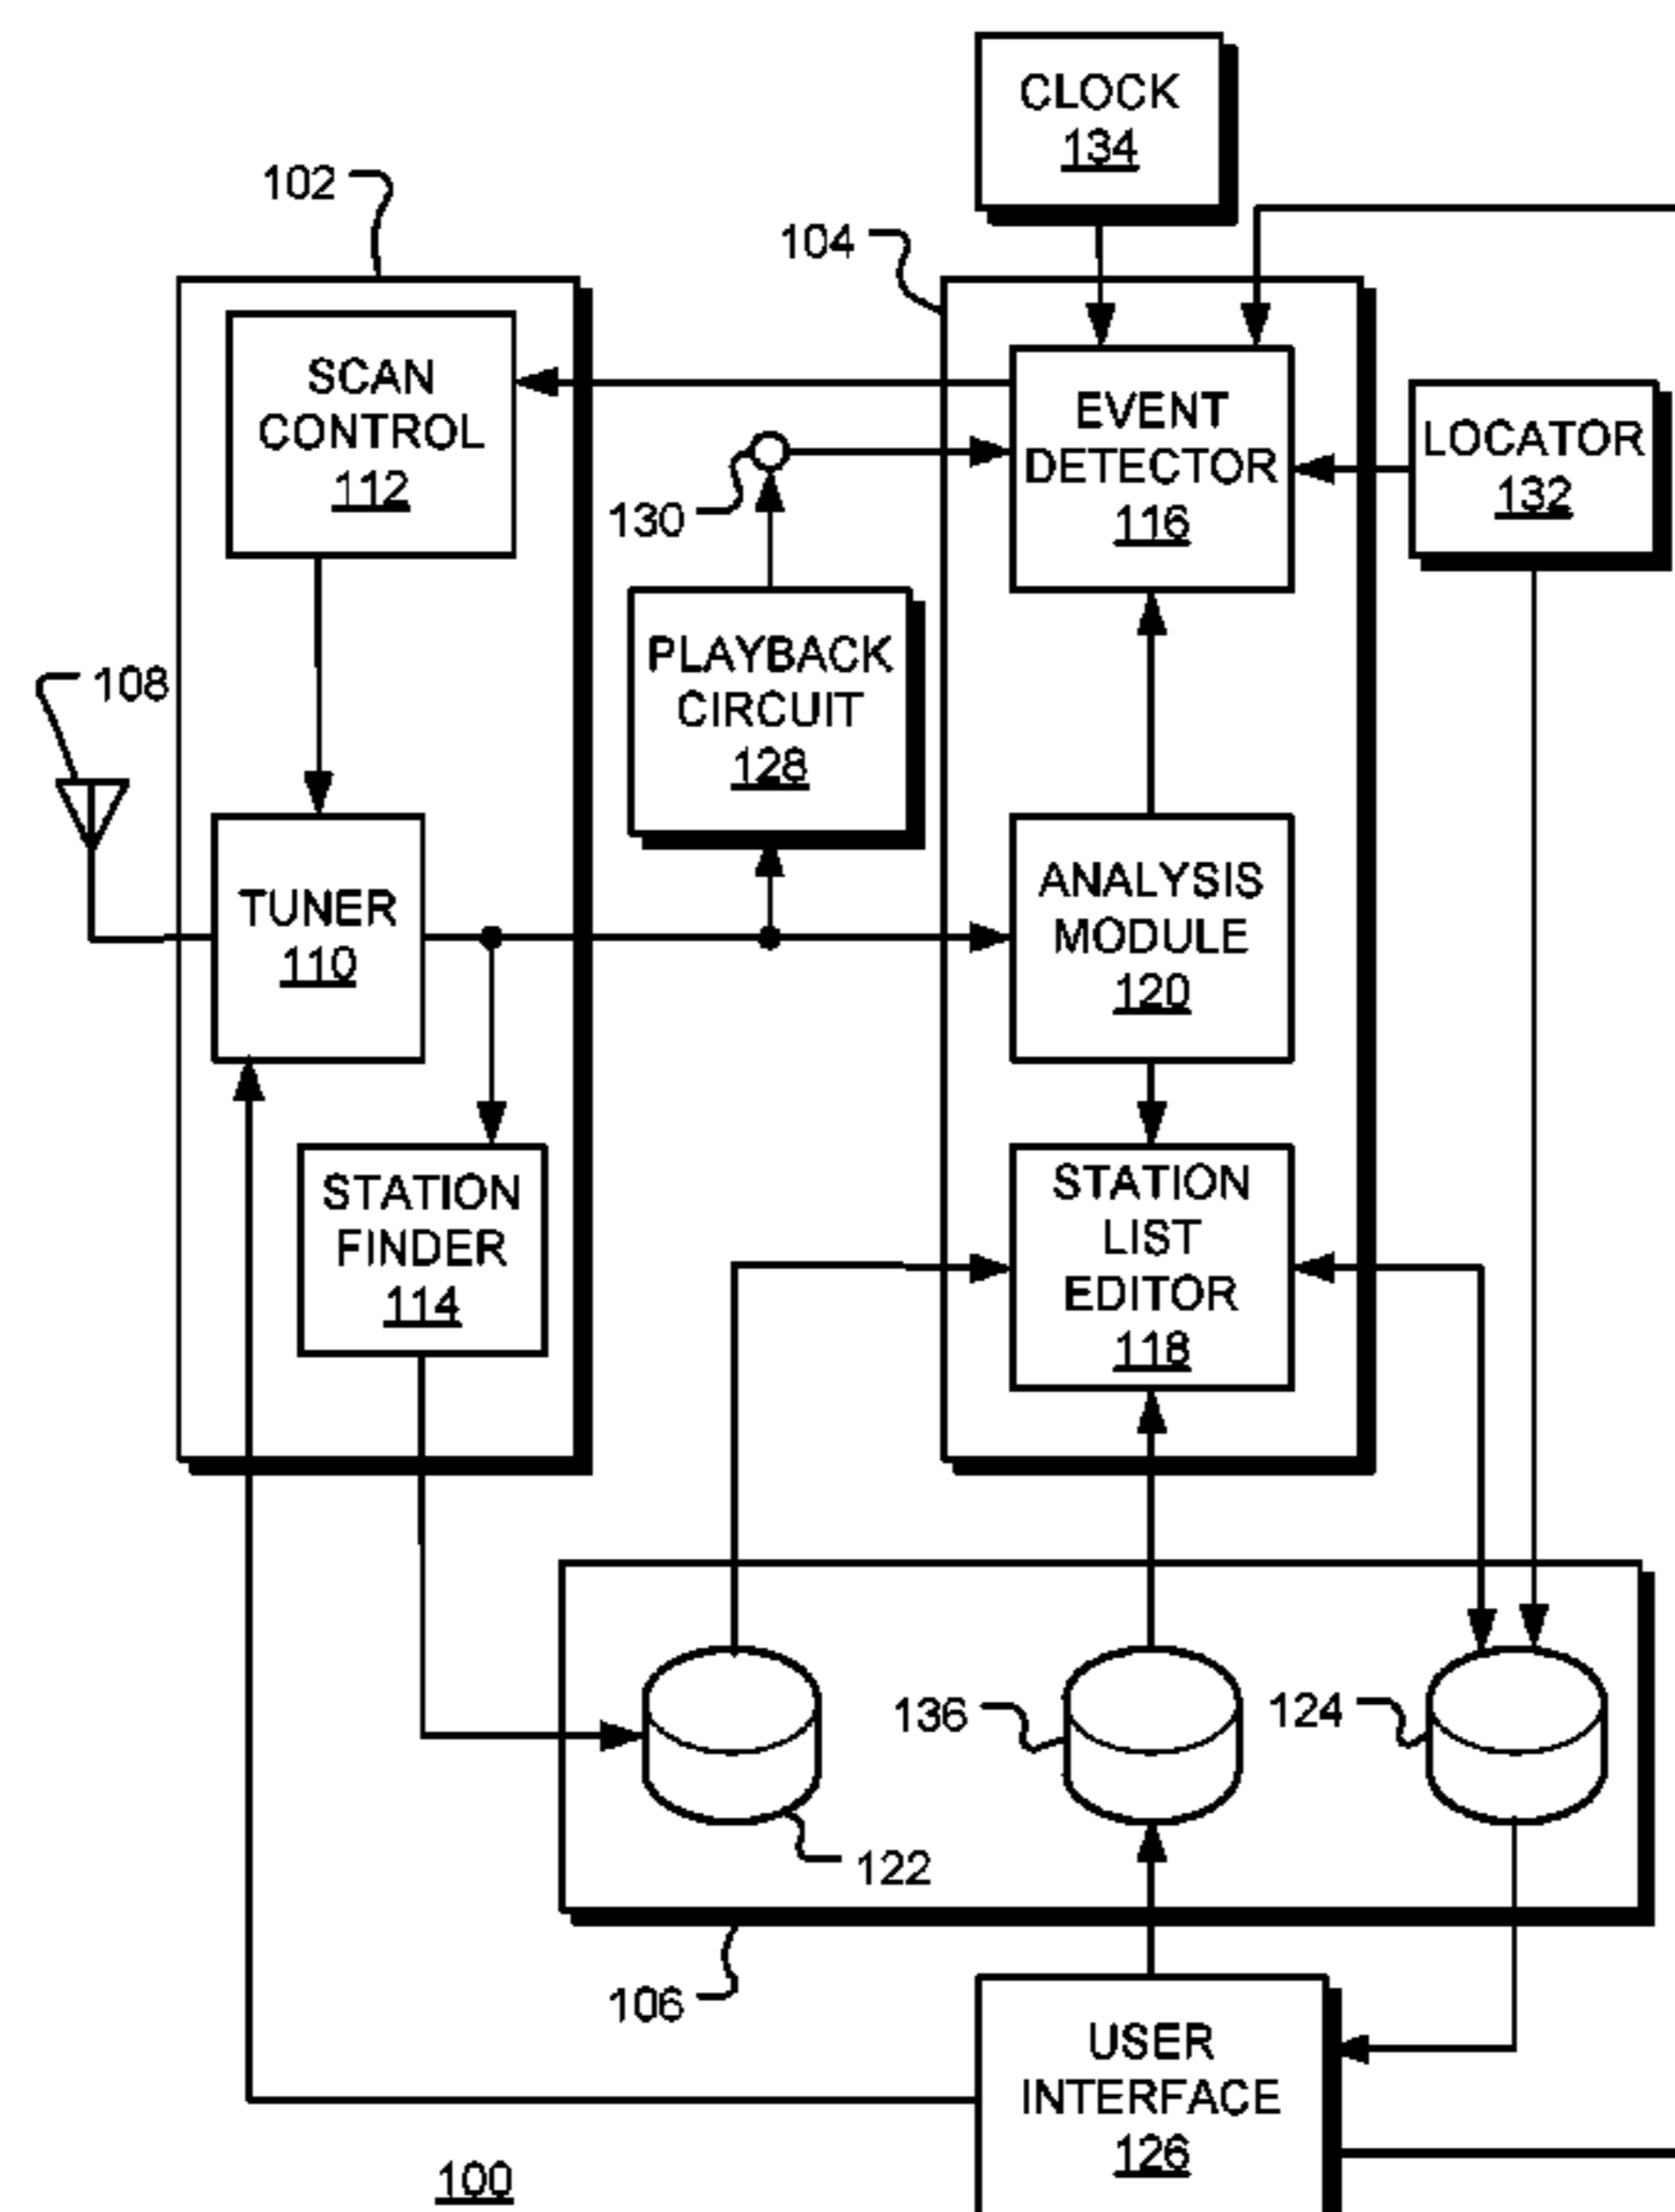 CLOCK
134
102
104
SCAN
CONTROL
112
EVENT
DETECTOR
116
LOCATOR
132
130
PLAYBACK
CIRCUIT
128
108
TUNER
110
ANALYSIS
MODULE
120
STATION
FINDER
114
STATION
LIST
EDITOR
118
136
124
122
106
USER
INTERFACE
126
100